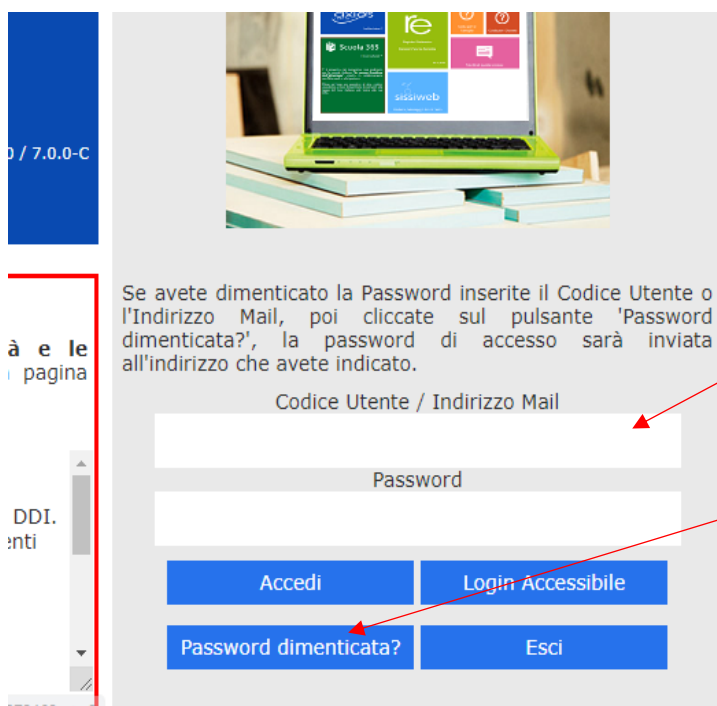 axios
re
Scuola 365
sissiweb
0 / 7.0.0-C
à e le
pagina
DDI.
enti
Se avete dimenticato la Password inserite il Codice Utente o
l'Indirizzo Mail, poi cliccate sul pulsante 'Password
dimenticata?', la password di accesso sarà inviata
all'indirizzo che avete indicato.
Codice Utente / Indirizzo Mail
Password
Accedi
Login Accessibile
Password dimenticata?
Esci